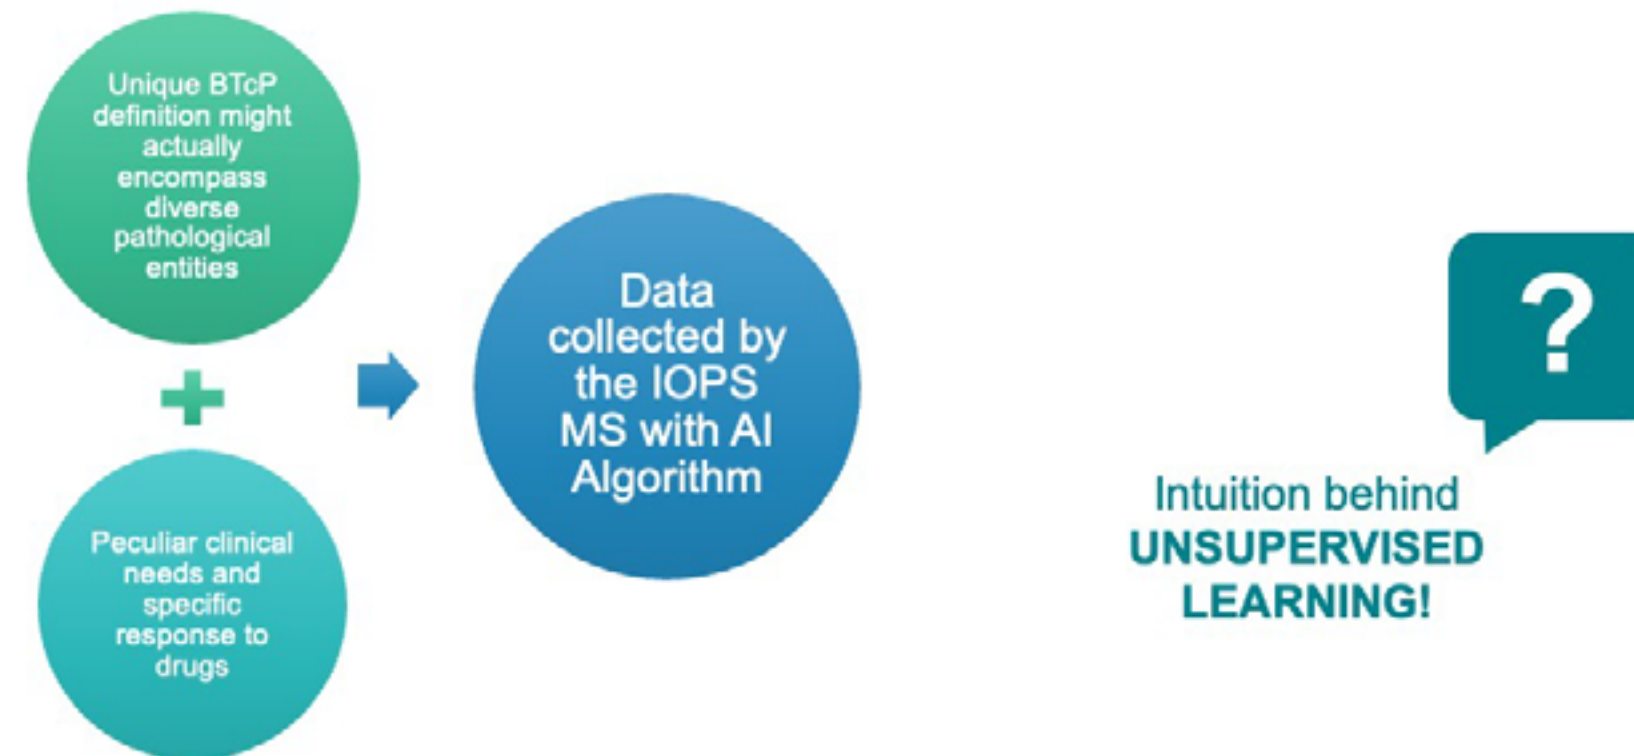 Unique BTcP
definition might
actually
encompass
diverse
pathological
entities
Peculiar clinical
needs and
specific
response to
drugs
Data
collected by
the IOPS
MS with AI
Algorithm
?
Intuition behind
UNSUPERVISED
LEARNING!